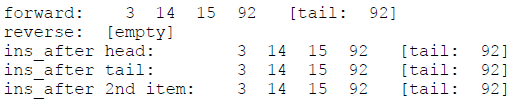 forward:    3  14  15  92   [tail:  92]
reverse:  [empty]
ins_after head:         3  14  15  92   [tail:  92]
ins_after tail:         3  14  15  92   [tail:  92]
ins_after 2nd item:     3  14  15  92   [tail:  92]